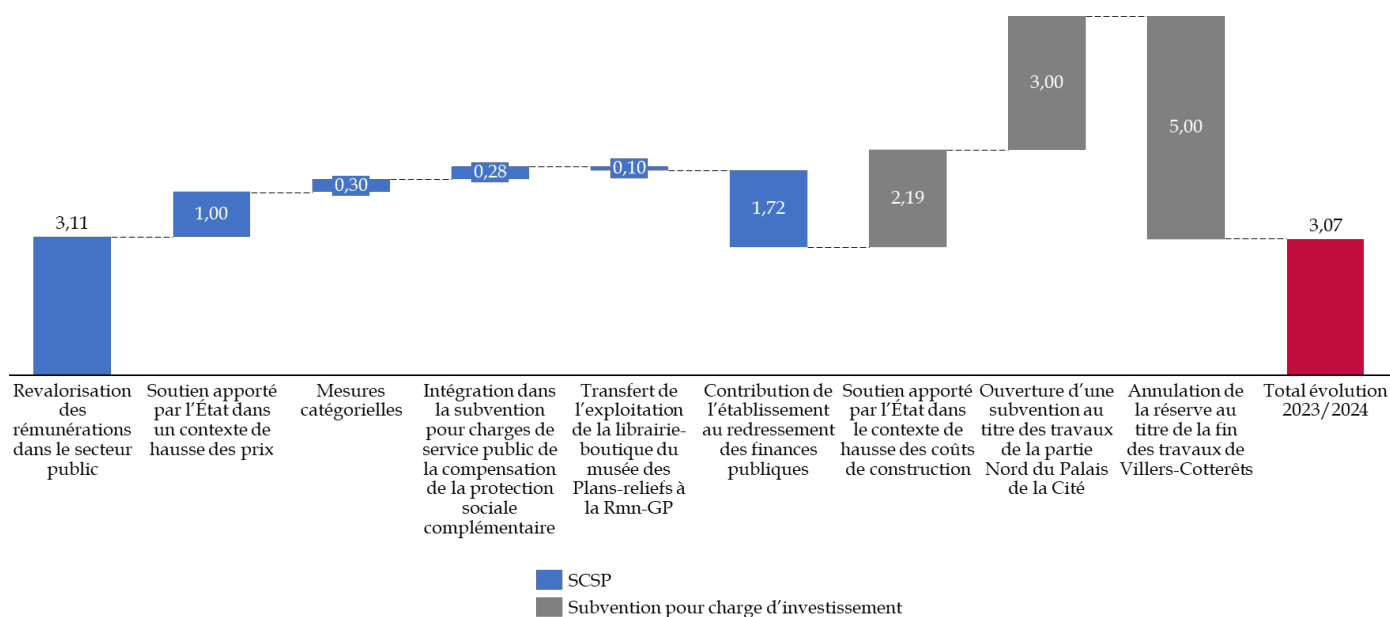 3,11
1,00
0,30
0,28
0,10
1,72
2,19
3,00
5,00
3,07
Revalorisation
des
rémunérations
dans le secteur
public
Soutien apporté
par l’État dans
un contexte de
hausse des prix
Mesures
catégorielles
Intégration dans
la subvention
pour charges de
service public de
la compensation
de la protection
sociale
complémentaire
Transfert de
l’exploitation
de la librairie-
boutique du
musée des
Plans-reliefs à
la Rmn-GP
Contribution de
l’établissement
au redressement
des finances
publiques
Soutien apporté
par l’État dans
le contexte de
hausse des coûts
de construction
Ouverture d’une
subvention au
titre des travaux
de la partie
Nord du Palais
de la Cité
Annulation de
la réserve au
titre de la fin
des travaux de
Villers-Cotterêts
Total évolution
2023/2024
SCSP
Subvention pour charge d’investissement